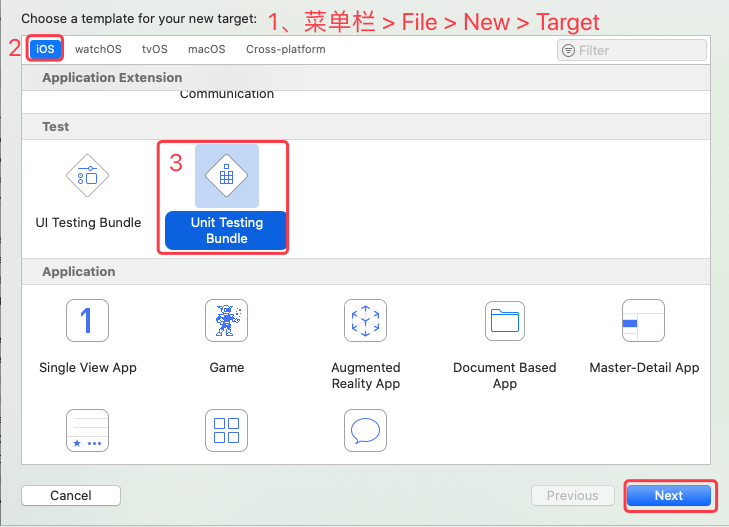 Choose a template for your new target:
1、菜单栏 > File > New > Target
2
iOS
watchOS
tvOS
macOS
Cross-platform
Filter
Application Extension
Communication
Test
3
UI Testing Bundle
Unit Testing
Bundle
Application
1
Single View App
Game
Augmented
Reality App
Document Based
App
Master-Detail App
Cancel
Previous
Next